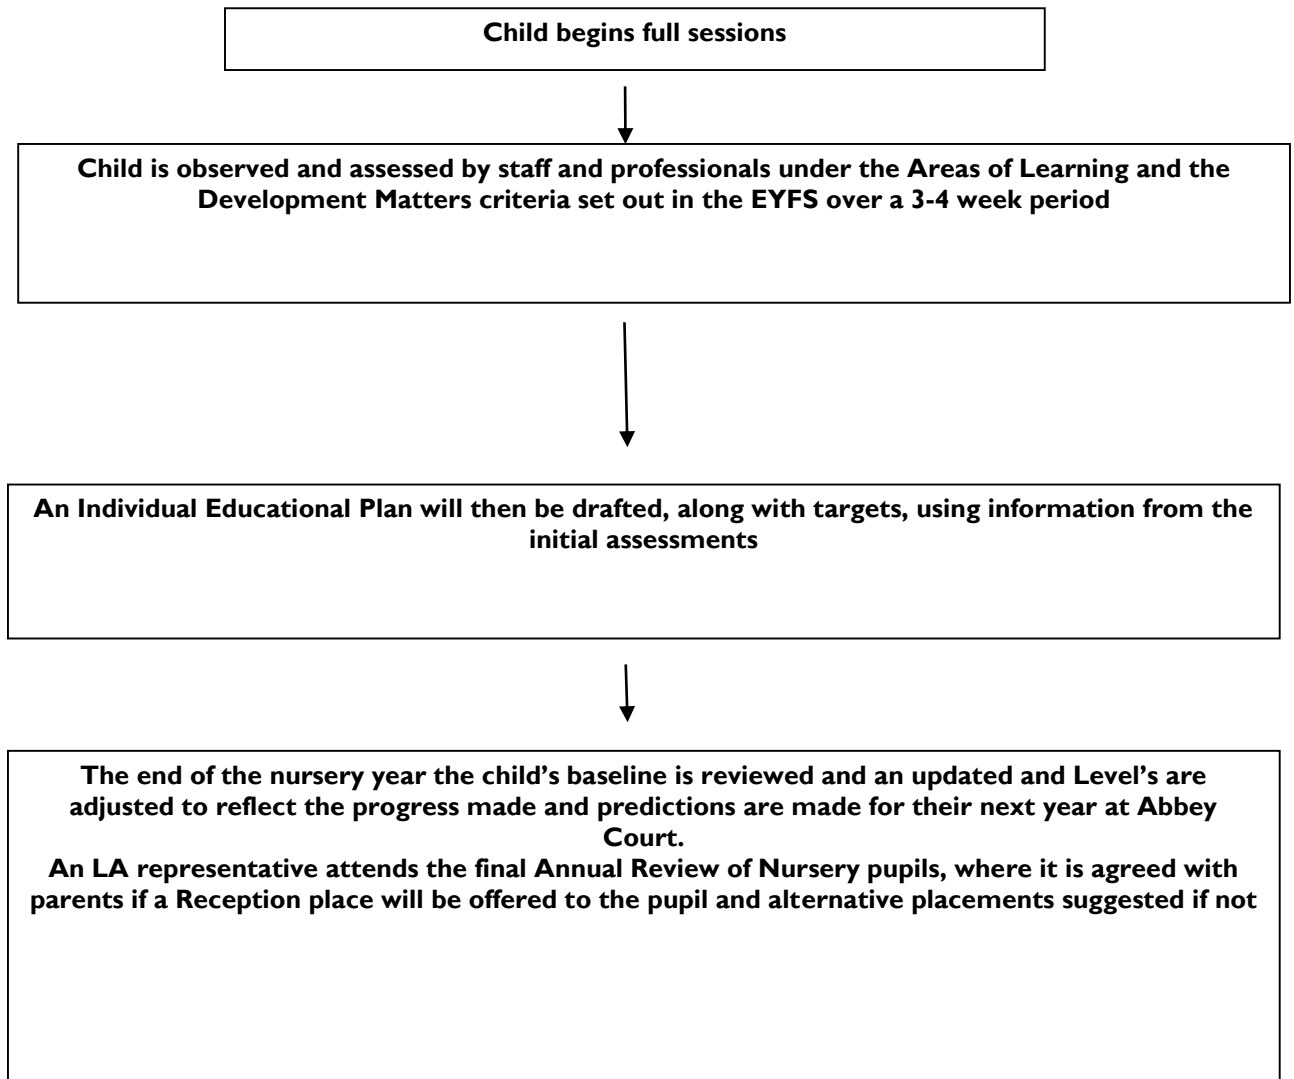 Child begins full sessions
Child is observed and assessed by staff and professionals under the Areas of Learning and the
Development Matters criteria set out in the EYFS over a 3-4 week period
An Individual Educational Plan will then be drafted, along with targets, using information from the
initial assessments
The end of the nursery year the child’s baseline is reviewed and an updated and Level’s are
adjusted to reflect the progress made and predictions are made for their next year at Abbey
Court.
An LA representative attends the final Annual Review of Nursery pupils, where it is agreed with
parents if a Reception place will be offered to the pupil and alternative placements suggested if not